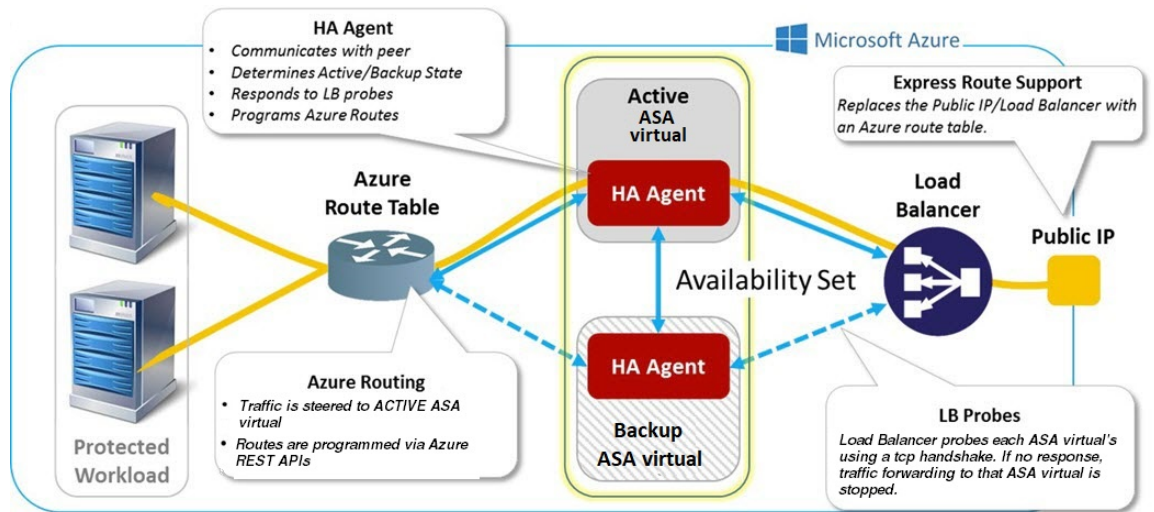 HA Agent
• Communicates with peer
• Determines Active/Backup State
• Responds to LB probes
• Programs Azure Routes
Microsoft Azure
Express Route Support
Replaces the Public IP/Load Balancer with
an Azure route table.
Active
ASA
virtual
HA Agent
Azure
Route Table
Load
Balancer
Public IP
Availability Set
HA Agent
Backup
ASA virtual
Protected
Workload
Azure Routing
• Traffic is steered to ACTIVE ASA
virtual
• Routes are programmed via Azure
REST APIs
LB Probes
Load Balancer probes each ASA virtual's
using a tcp handshake. If no response,
traffic forwarding to that ASA virtual is
stopped.